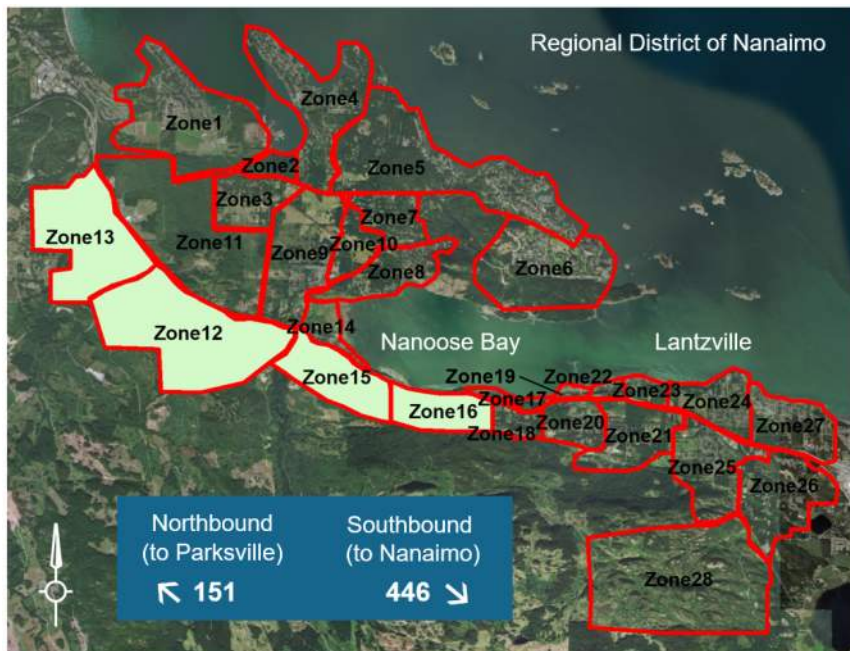 Regional District of Nanaimo
Zone1
Zone4
Zone2
Zone5
Zone3
Zone7
Zone13
Zone11
Zone9
Zone10
Zone8
Zone6
Zone12
Zone14
Nanoose Bay
Lantzville
Zone15
Zone19
Zone22
Zone17
Zone23
Zone24
Zone16
Zone18
Zone20
Zone21
Zone27
Zone25
Zone26
Northbound
(to Parksville)
151
Southbound
(to Nanaimo)
446
Zone28